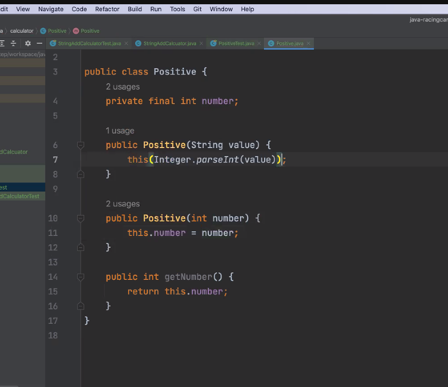 dit View Navigate Code Refactor Build Run Tools Git Window Help
java-racingcar
a calculator Positive Positive
StringAddCalculatorTest.java StringAddCalculator.java PositiveTest.java Positive.java
2
3 public class Positive {
2 usages
4 private final int number;
5
1 usage
6 public Positive(String value) {
7 this(Integer.parseInt(value));
8 }
9
2 usages
10 public Positive(int number) {
11 this.number = number;
12 }
13
14 public int getNumber() {
15 return this.number;
16 }
17 }
18
dCalculator
est
dCalculatorTest